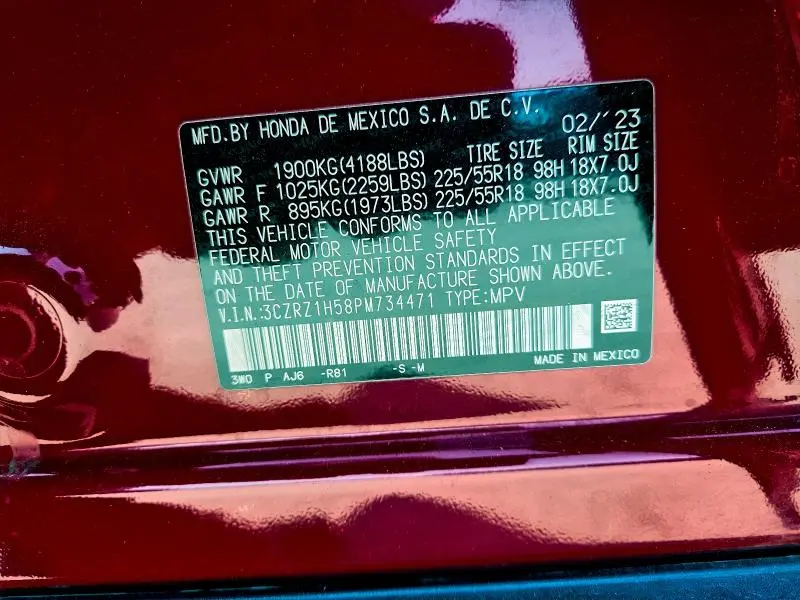 MFD.BY HONDA DE MEXICO S.A. DE C.V.
02/'23
GVWR 1900KG(4188LBS) TIRE SIZE RIM SIZE
GAWR F 1025KG(2259LBS) 225/55R18 98H 18X7.0J
GAWR R 895KG(1973LBS) 225/55R18 98H 18X7.0J
THIS VEHICLE CONFORMS TO ALL APPLICABLE
FEDERAL MOTOR VEHICLE SAFETY
AND THEFT PREVENTION STANDARDS IN EFFECT
ON THE DATE OF MANUFACTURE SHOWN ABOVE.
V.I.N.:3CZRZ1H58PM734471 TYPE:MPV
3W0 P AJ6 -R81 -S -M MADE IN MEXICO